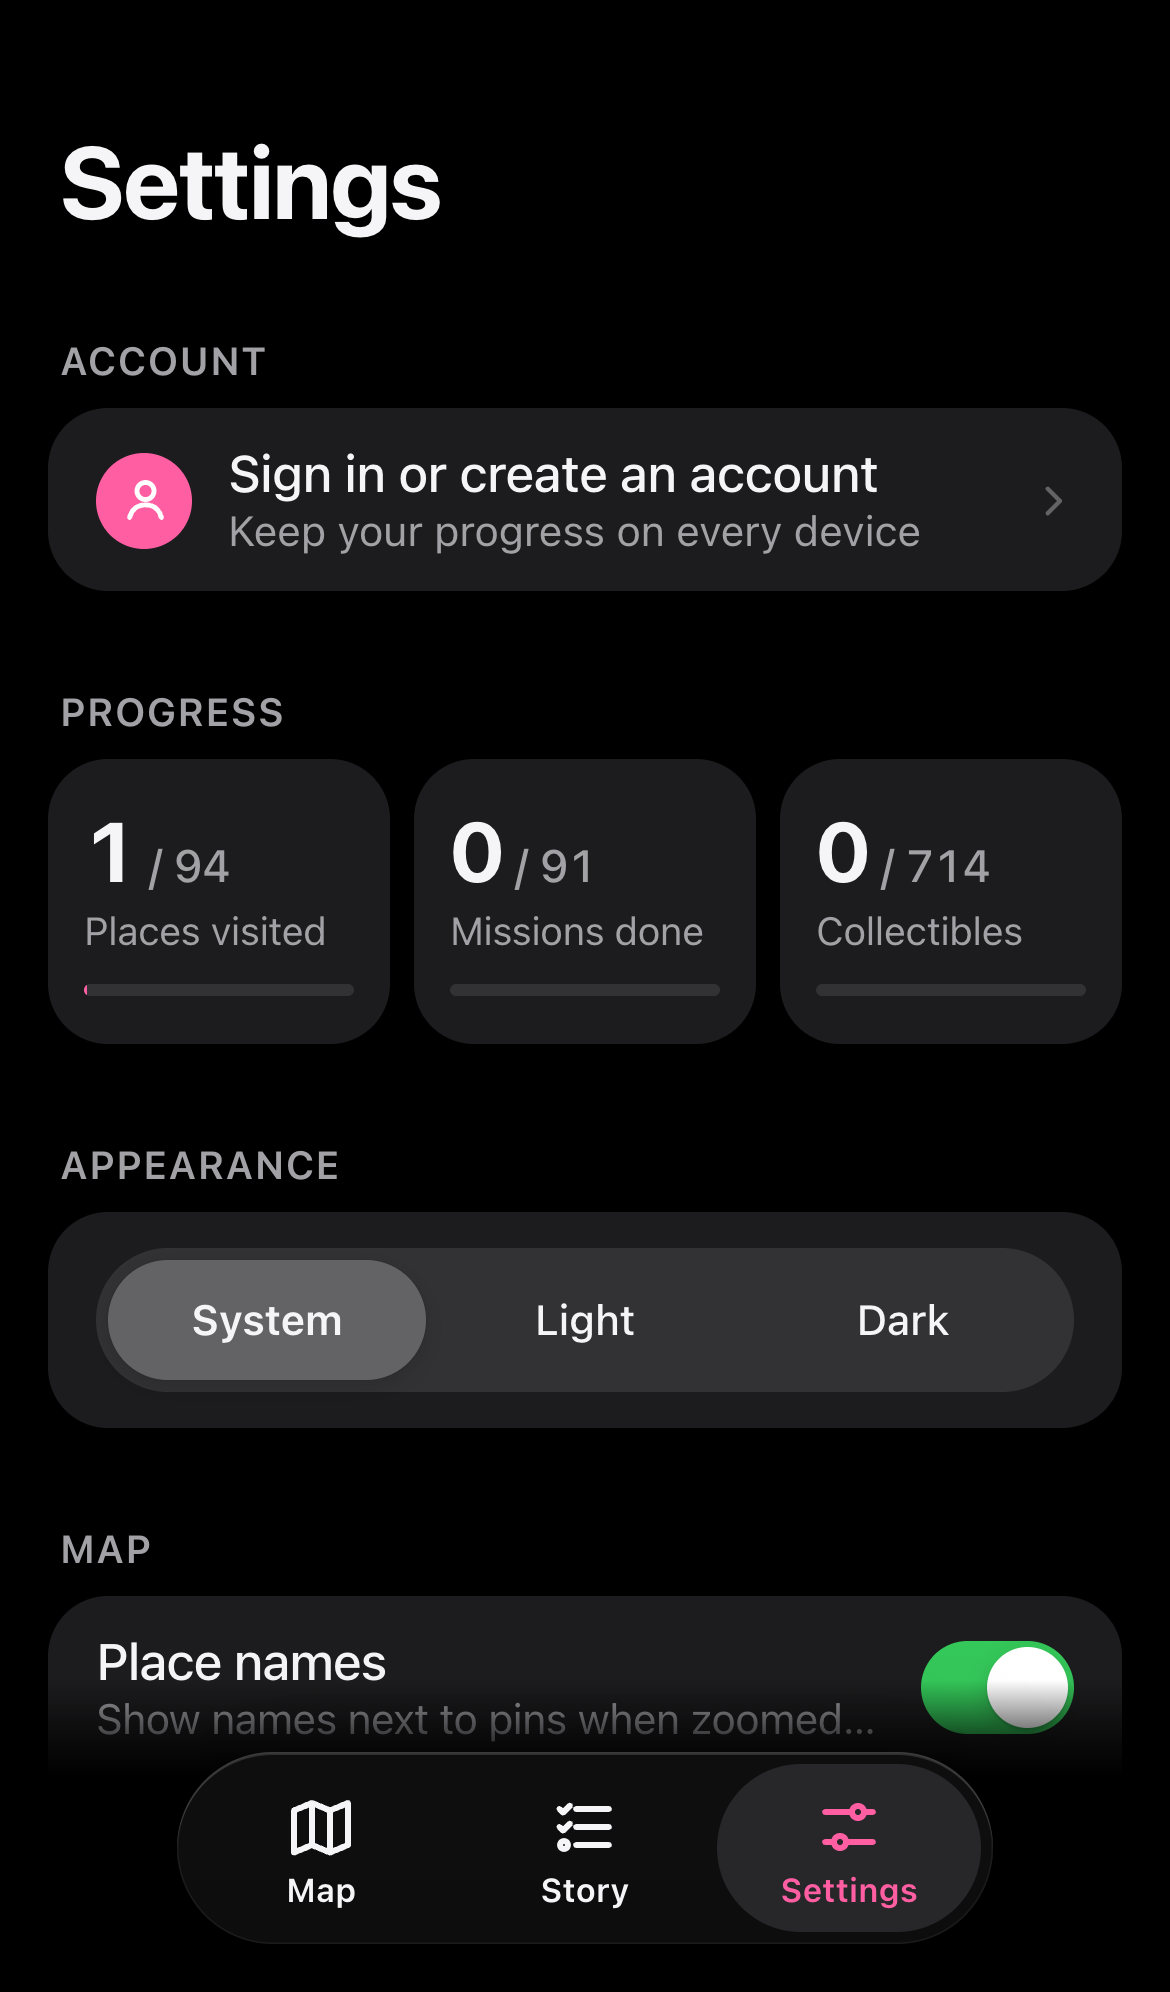 Settings
ACCOUNT
Sign in or create an account
Keep your progress on every device
PROGRESS
1 / 94
Places visited
0 / 91
Missions done
0 / 714
Collectibles
APPEARANCE
System
Light
Dark
MAP
Place names
Show names next to pins when zoomed...
Map
Story
Settings